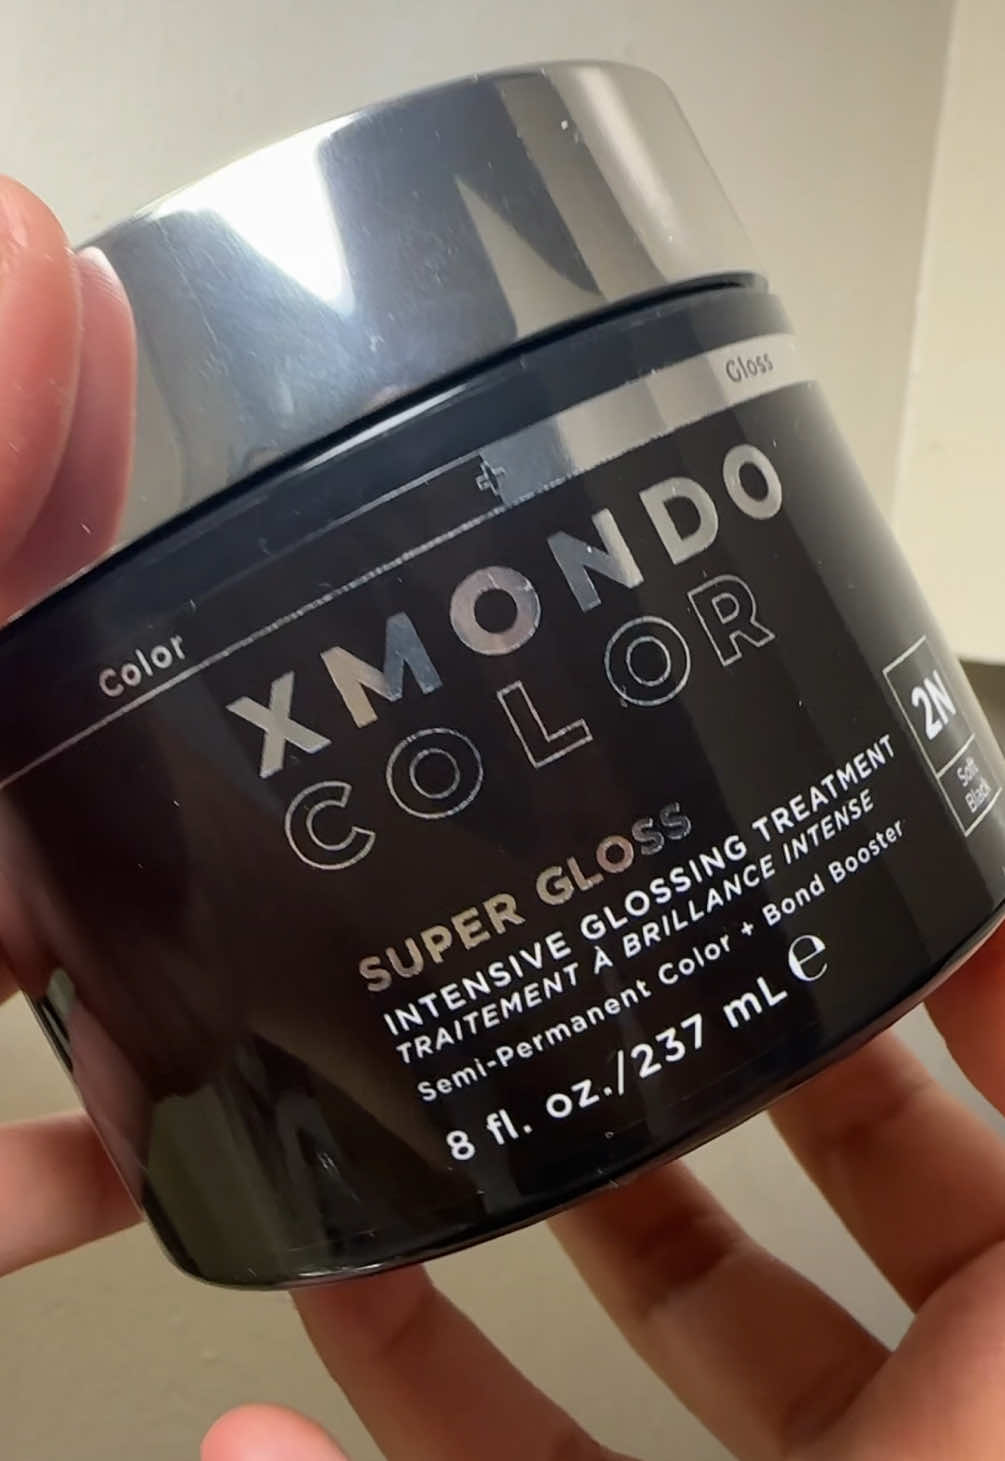 Gloss
+
Color
XMONDO
COLOR
2N
Soft
Black
SUPER GLOSS
INTENSIVE GLOSSING TREATMENT
TRAITEMENT À BRILLANCE INTENSE
Semi-Permanent Color + Bond Booster
8 fl. oz./237 mL ℮